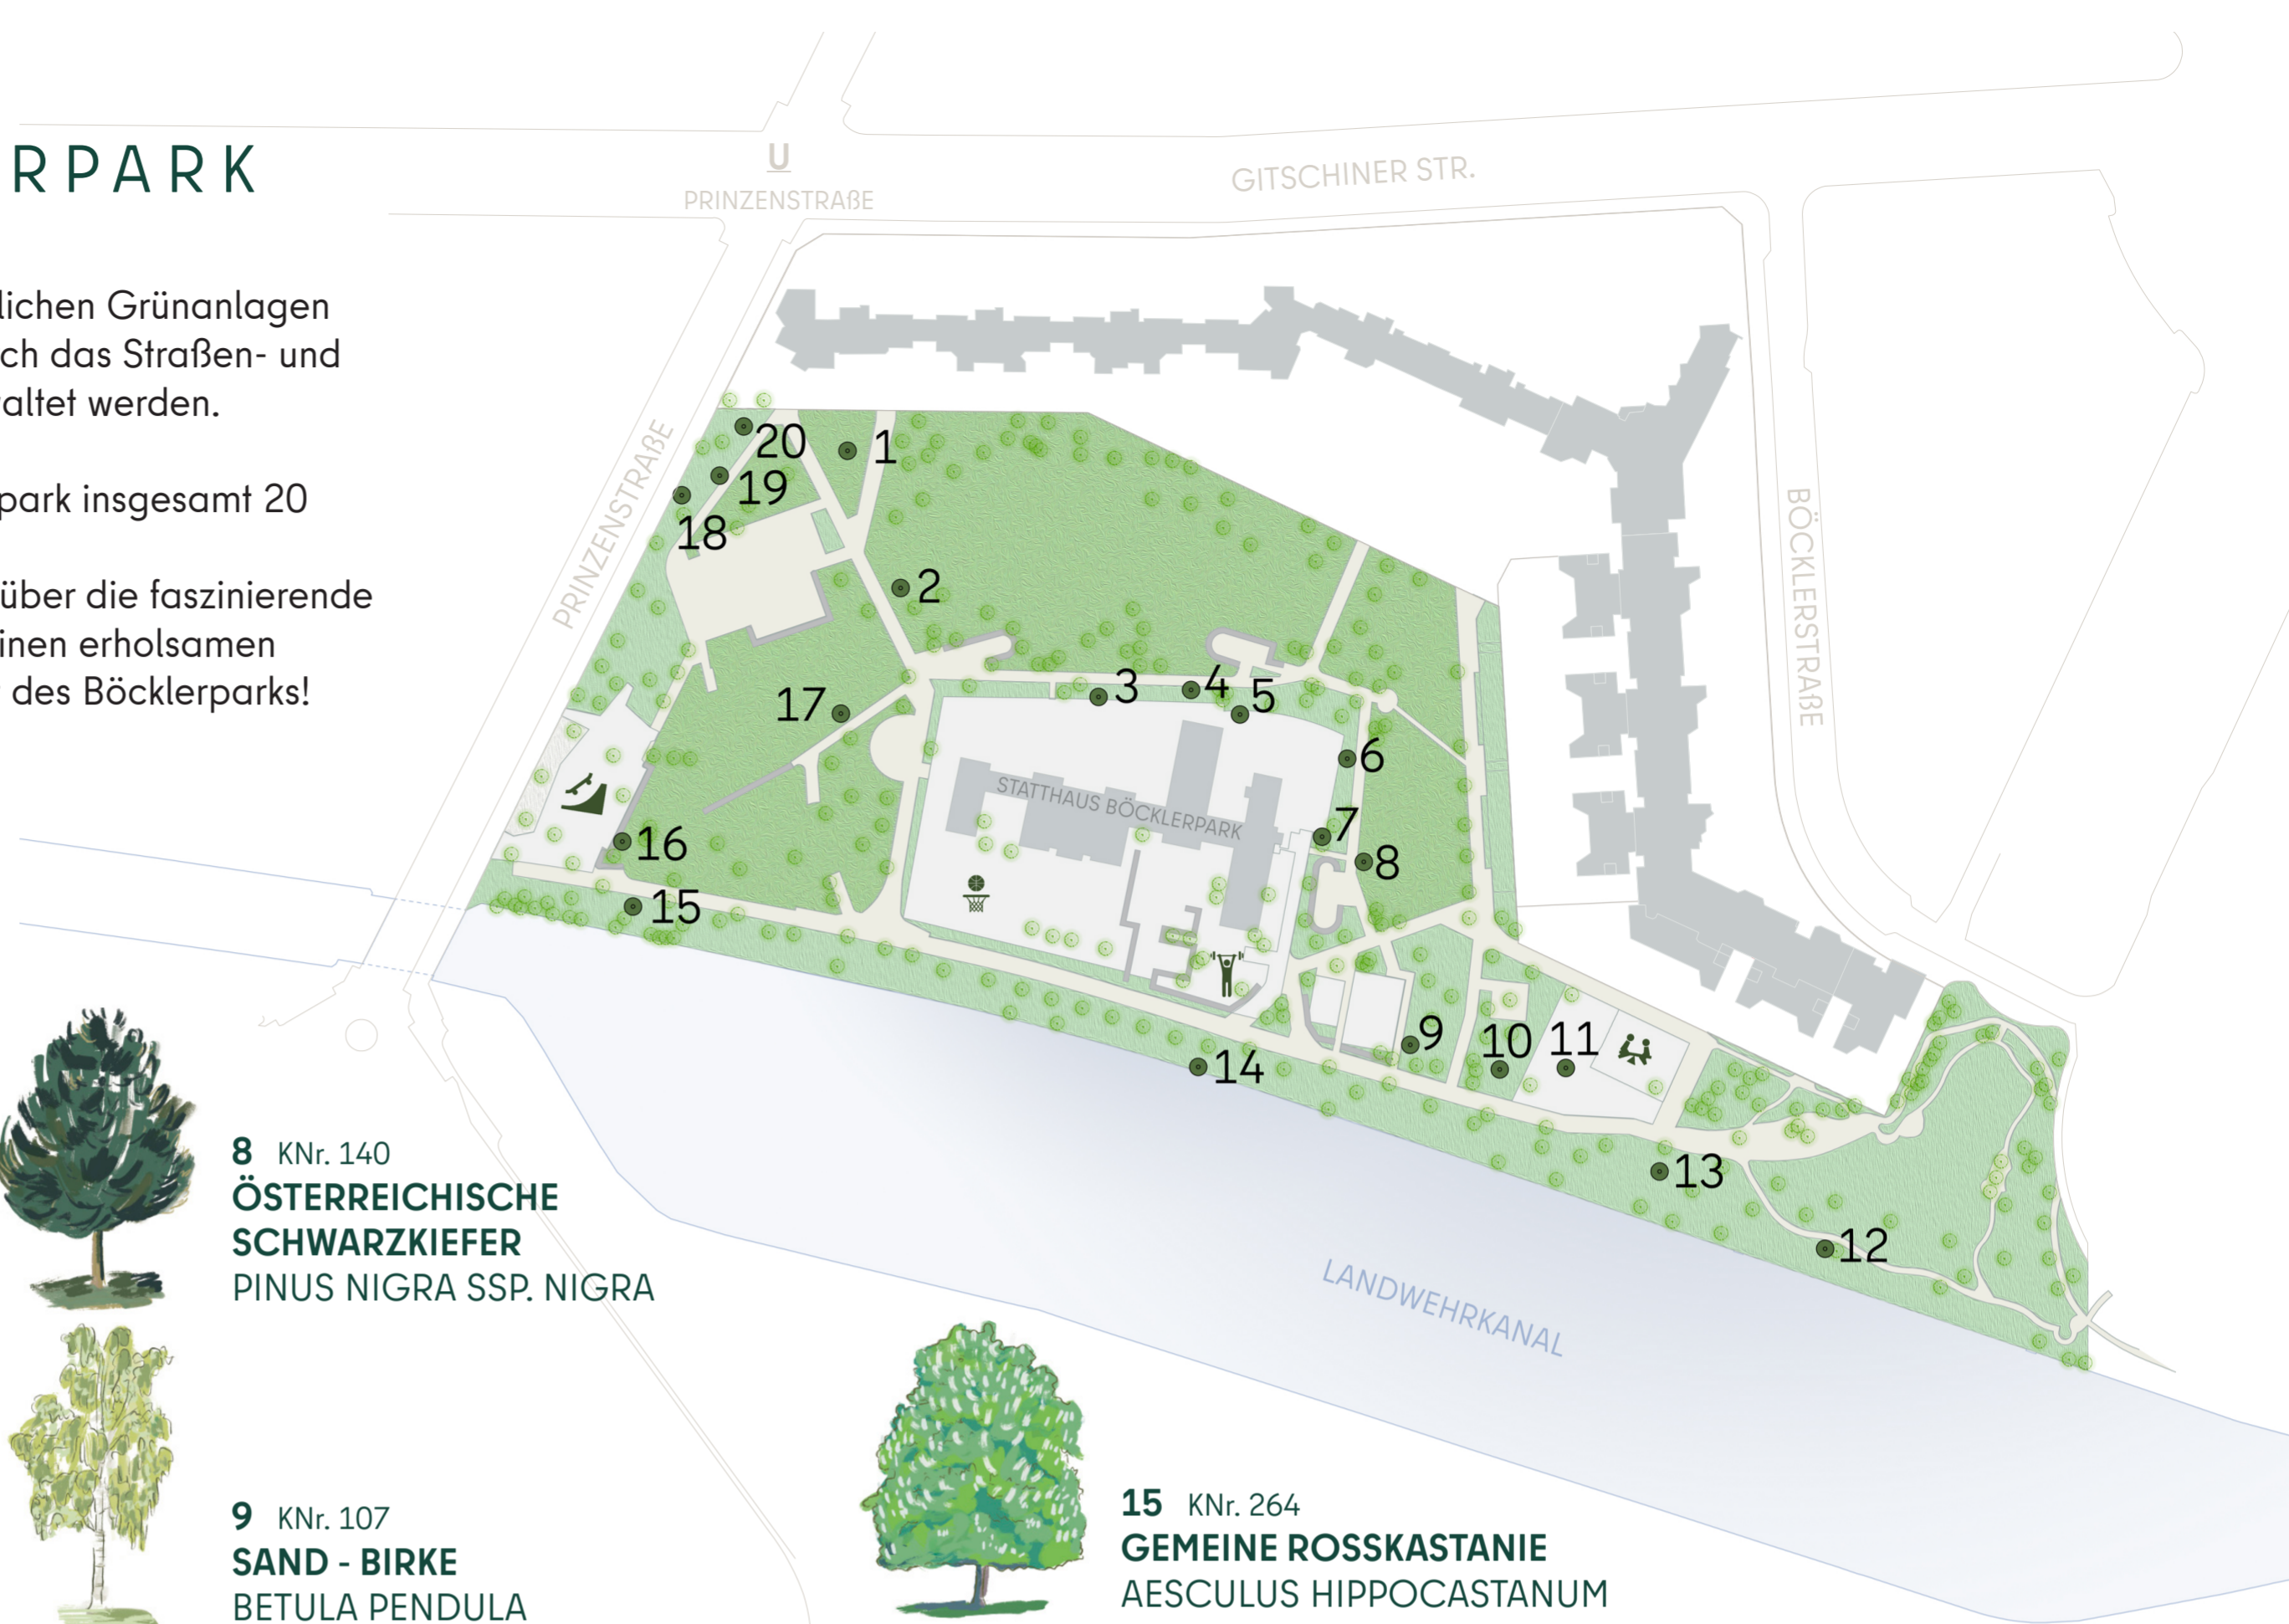 RPARK
lichen Grünanlagen
ch das Straßen- und
altet werden.
park insgesamt 20
über die faszinierende
inen erholsamen
des Böcklerparks!
U
PRINZENSTRAßE
GITSCHINER STR.
PRINZENSTRAßE
BÖCKLERSTRAßE
20
1
19
18
2
17
3
4
5
6
STATTHAUS BÖCKLERPARK
7
8
16
15
9
10
11
14
13
12
LANDWEHRKANAL
8 KNr. 140
ÖSTERREICHISCHE
SCHWARZKIEFER
PINUS NIGRA SSP. NIGRA
9 KNr. 107
SAND - BIRKE
BETULA PENDULA
15 KNr. 264
GEMEINE ROSSKASTANIE
AESCULUS HIPPOCASTANUM